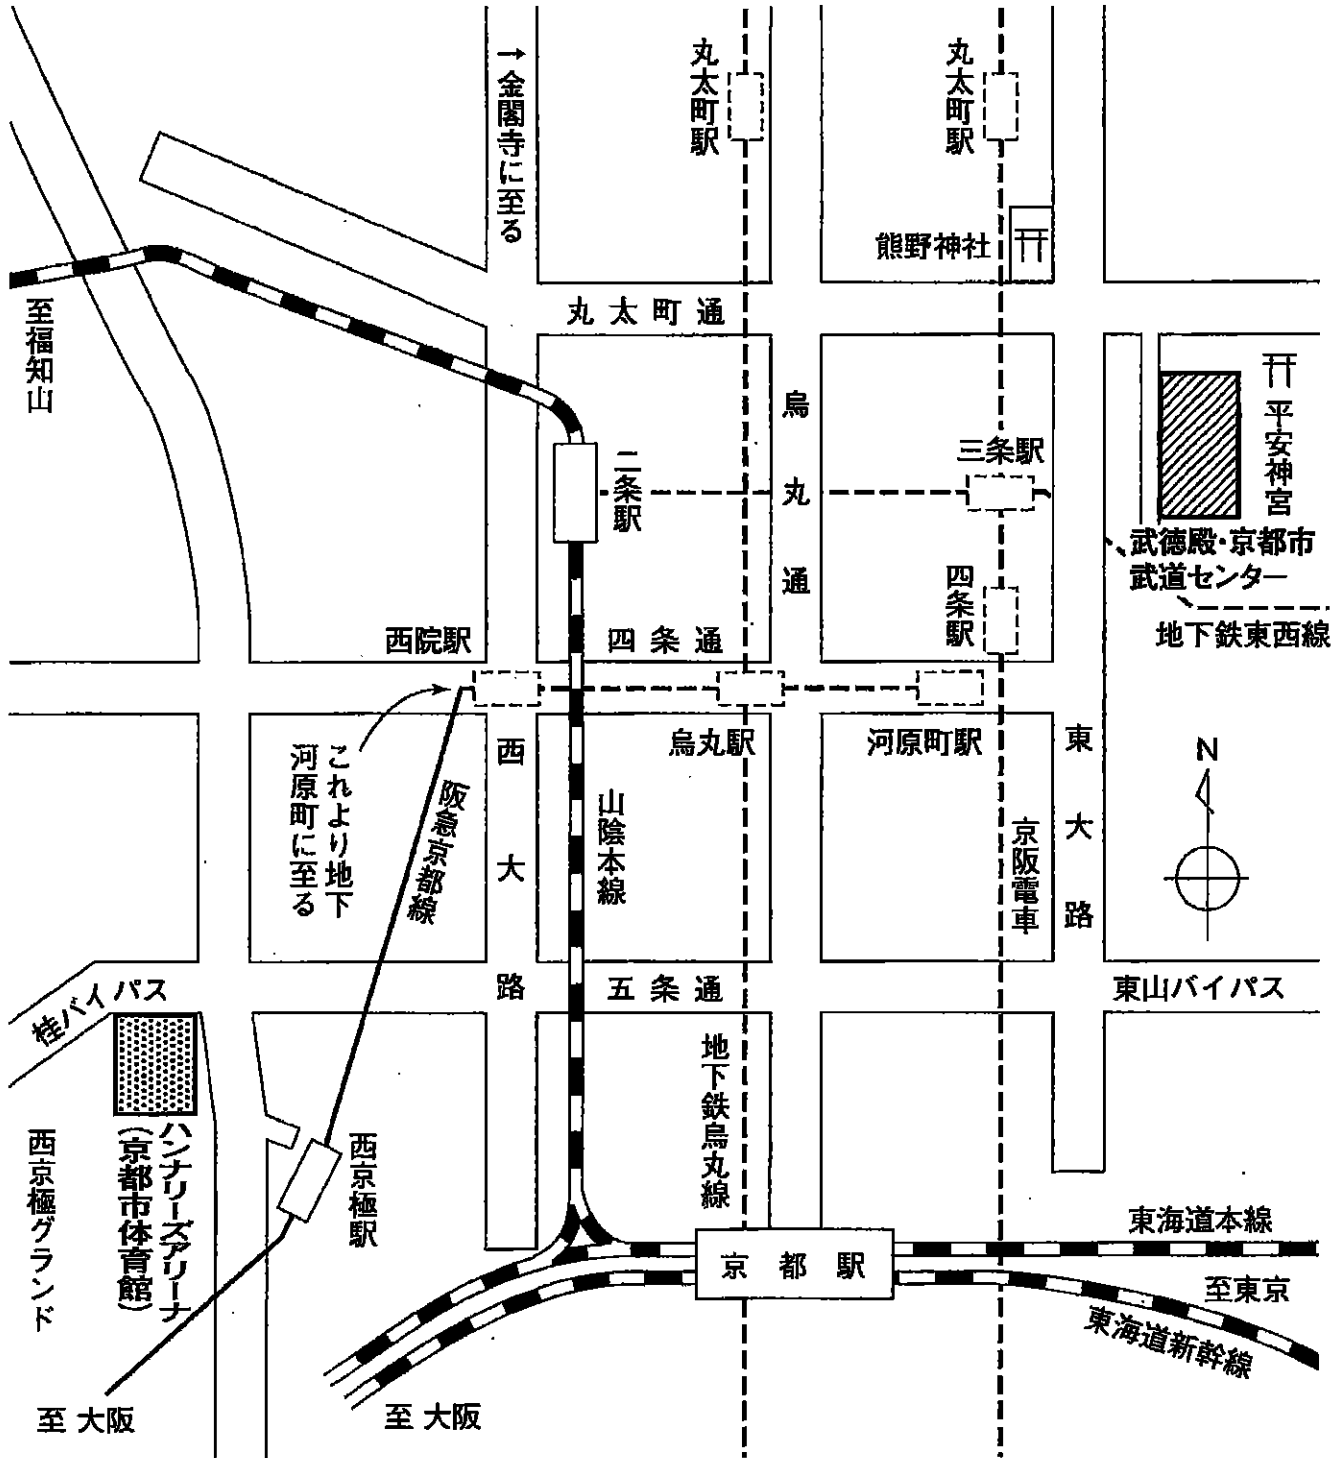 →金閣寺に至る
丸太町駅
丸太町駅
熊野神社
丸太町通
至福知山
烏丸通
平安神宮
二条駅
三条駅
武徳殿・京都市
武道センター
四条駅
地下鉄東西線
西院駅
四条通
西大路
烏丸駅
河原町駅
東大路
N
これより地下
河原町に至る
阪急京都線
山陰本線
京阪電車
桂バイパス
五条通
東山バイパス
地下鉄烏丸線
ハンナリーズアリーナ
(京都市体育館)
西京極グランド
西京極駅
東海道本線
京都駅
至東京
東海道新幹線
至 大阪
至 大阪